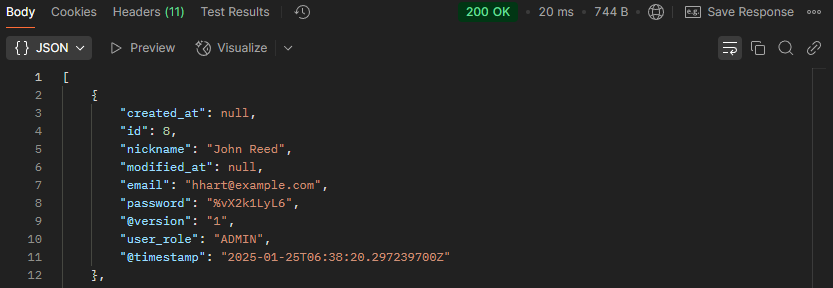 Body Cookies Headers (11) Test Results 200 OK • 20 ms • 744 B • e.g. Save Response
{} JSON Preview Visualize
1 [
2 {
3 "created_at": null,
4 "id": 8,
5 "nickname": "John Reed",
6 "modified_at": null,
7 "email": "hhart@example.com",
8 "password": "%vX2k1LyL6",
9 "@version": "1",
10 "user_role": "ADMIN",
11 "@timestamp": "2025-01-25T06:38:20.297239700Z"
12 },